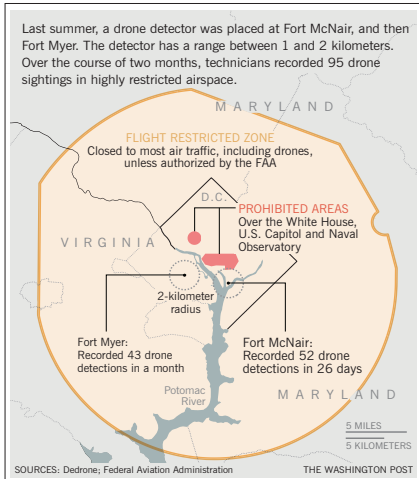 Last summer, a drone detector was placed at Fort McNair, and then
Fort Myer. The detector has a range between 1 and 2 kilometers.
Over the course of two months, technicians recorded 95 drone
sightings in highly restricted airspace.
MARYLAND
FLIGHT RESTRICTED ZONE
Closed to most air traffic, including drones,
unless authorized by the FAA
D.C.
PROHIBITED AREAS
Over the White House,
U.S. Capitol and Naval
Observatory
VIRGINIA
2-kilometer
radius
Fort Myer:
Recorded 43 drone
detections in a month
Fort McNair:
Recorded 52 drone
detections in 26 days
Potomac
River
MARYLAND
5 MILES
5 KILOMETERS
SOURCES: Dedrone; Federal Aviation Administration
THE WASHINGTON POST